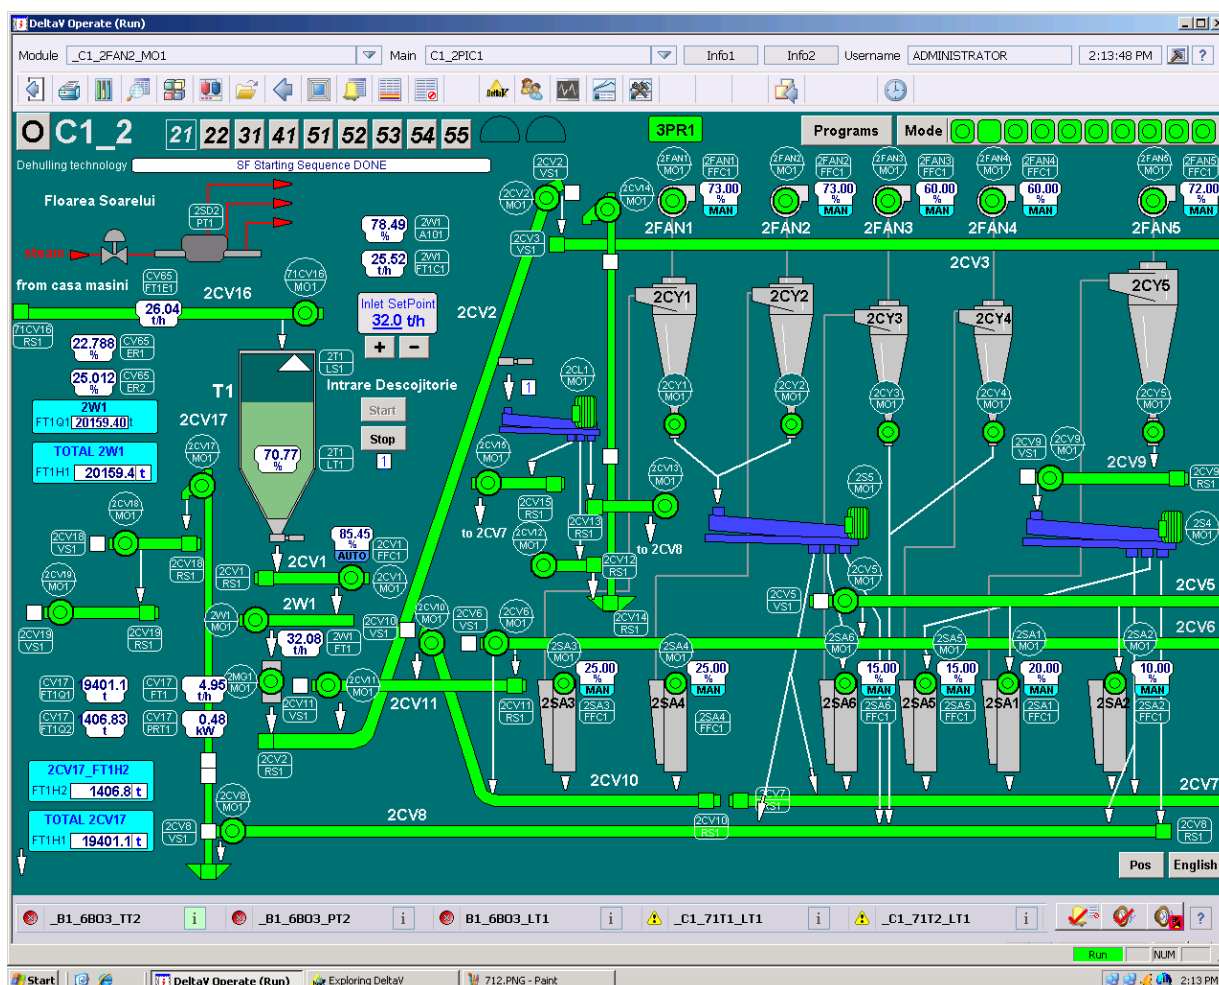 DeltaV Operate (Run)
Module _C1_2FAN2_MO1 Main C1_2PIC1 Info1 Info2 Username ADMINISTRATOR 2:13:48 PM ?
DeltaV
O C1_2 21 22 31 41 51 52 53 54 55 3PR1 Programs Mode
Dehulling technology SF Starting Sequence DONE
Floarea Soarelui
2SD2 PT1
steam
from casa masini
CV65 FT1E1
26.04 t/h
2CV16
71CV16 MO1
71CV16 RS1
22.788 % CV65 ER1
25.012 % CV65 ER2
2W1
FT1Q1 20159.40 t
TOTAL 2W1
FT1H1 20159.4 t
78.49 % 2W1 A101
25.52 t/h 2W1 FT1C1
Inlet SetPoint
32.0 t/h
+ −
Intrare Descojitorie
Start
Stop
1
T1
2T1 LS1
70.77 %
2T1 LT1
2CV17
2CV17 MO1
2CV18 MO1
2CV18 VS1
2CV18 RS1
2CV19 MO1
2CV19 VS1
2CV19 RS1
85.45 % AUTO
2CV1 FFC1
2CV1
2CV1 RS1
2CV1 MO1
2W1
2W1 MO1
32.08 t/h
2W1 FT1
2CV10 VS1
2MG1 MO1
2CV11 VS1
2CV11 MO1
2CV11
2CV11 RS1
2CV2 RS1
CV17 FT1Q1 19401.1 t CV17 FT1 4.95 t/h
CV17 FT1Q2 1406.83 t CV17 PRT1 0.48 kW
2CV17_FT1H2
FT1H2 1406.8 t
TOTAL 2CV17
FT1H1 19401.1 t
2CV8 MO1
2CV8 VS1
2CV8
2CV8 RS1
2CV2
2CV2 MO1
2CV2 VS1
2CV3 VS1
2CV14 MO1
2CV3
2FAN1 MO1 2FAN1 FFC1 73.00 % MAN 2FAN1
2FAN2 MO1 2FAN2 FFC1 73.00 % MAN 2FAN2
2FAN3 MO1 2FAN3 FFC1 60.00 % MAN 2FAN3
2FAN4 MO1 2FAN4 FFC1 60.00 % MAN 2FAN4
2FAN5 MO1 2FAN5 FFC1 72.00 % MAN 2FAN5
2CY1 2CY2 2CY3 2CY4 2CY5
2CY1 MO1 2CY2 MO1 2CY3 MO1 2CY4 MO1 2CY5 MO1
1
2CL1 MO1
2CV15 MO1
2CV15 RS1
to 2CV7
2CV13 MO1
2CV13 RS1
to 2CV8
2CV12 MO1
2CV12 RS1
2CV14 RS1
2S5 MO1
2CV9 VS1
2CV9 MO1
2CV9
2CV9 RS1
2S4 MO1
2CV5 MO1
2CV5 VS1
2CV5
2CV10 MO1
2CV6 VS1
2CV6 MO1
2CV6
2SA3 MO1 25.00 % MAN 2SA3 2SA3 FFC1
2SA4 MO1 25.00 % MAN 2SA4 2SA4 FFC1
2SA6 MO1 15.00 % MAN 2SA6 2SA6 FFC1
2SA5 MO1 15.00 % MAN 2SA5 2SA5 FFC1
2SA1 MO1 20.00 % MAN 2SA1 2SA1 FFC1
2SA2 MO1 10.00 % MAN 2SA2 2SA2 FFC1
2CV10
2CV10 RS1
2CV7 RS1
2CV7
Pos English
_B1_6BO3_TT2 i _B1_6BO3_PT2 i B1_6BO3_LT1 i _C1_71T1_LT1 i _C1_71T2_LT1 i ?
Run NUM
Start DeltaV Operate (Run) Exploring DeltaV 712.PNG - Paint 2:13 PM